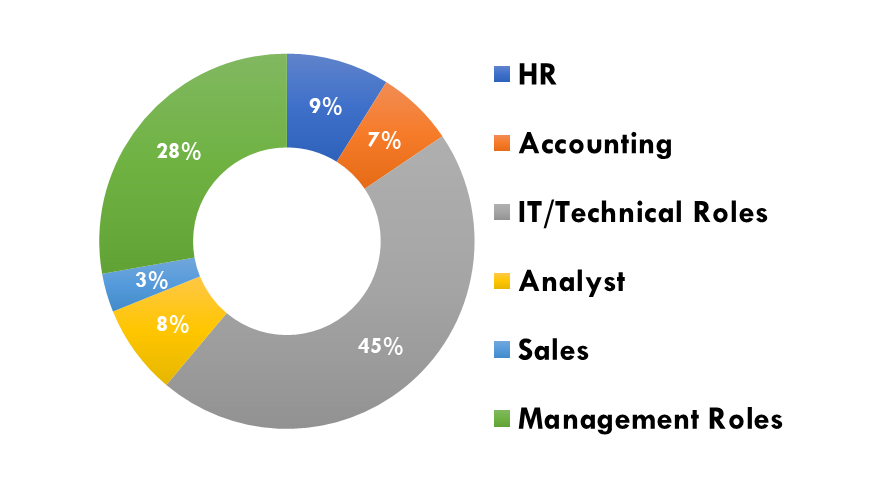 9%
7%
45%
8%
3%
28%
HR
Accounting
IT/Technical Roles
Analyst
Sales
Management Roles